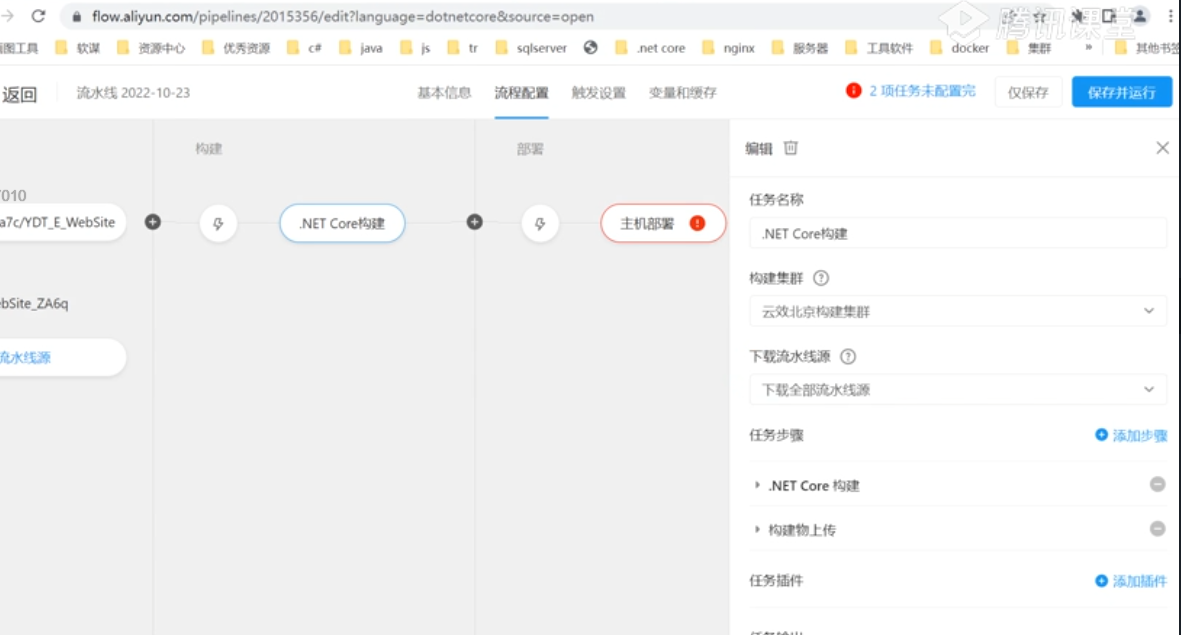 flow.aliyun.com/pipelines/2015356/edit?language=dotnetcore&source=open
腾讯课堂
画图工具 软谋 资源中心 优秀资源 c# java js tr sqlserver .net core nginx 服务器 工具软件 docker 集群 » 其他书签
返回 流水线 2022-10-23 基本信息 流程配置 触发设置 变量和缓存 2 项任务未配置完 仅保存 保存并运行
构建 部署
7010
a7c/YDT_E_WebSite .NET Core构建 主机部署
ebSite_ZA6q
流水线源
编辑
任务名称
.NET Core构建
构建集群
云效北京构建集群
下载流水线源
下载全部流水线源
任务步骤 添加步骤
.NET Core 构建
构建物上传
任务插件 添加插件